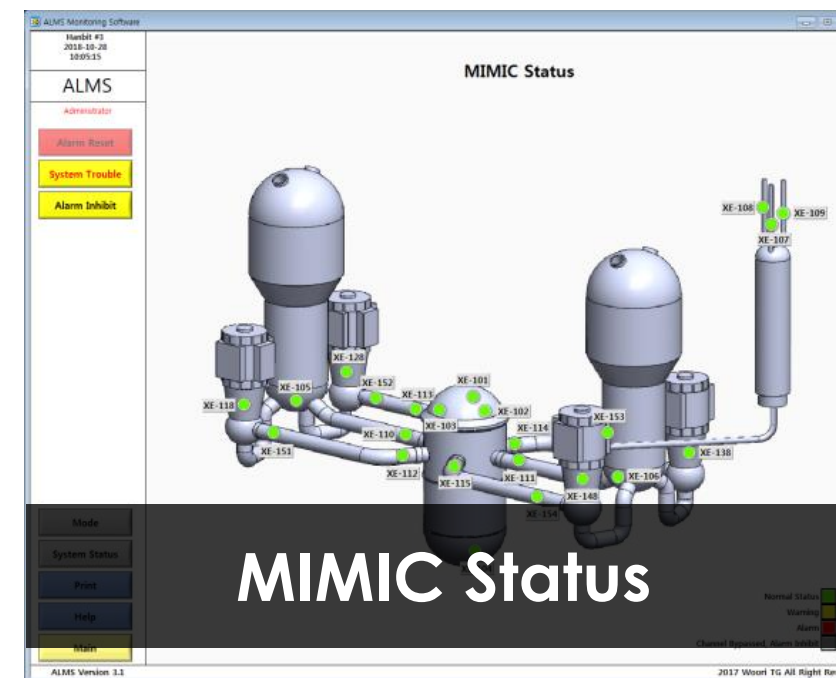 ALMS Monitoring Software
Hanbit #3
2018-10-28
10:05:15
ALMS
Administrator
Alarm Reset
System Trouble
Alarm Inhibit
MIMIC Status
XE-108
XE-109
XE-107
XE-128
XE-152
XE-101
XE-105
XE-113
XE-118
XE-102
XE-153
XE-103
XE-114
XE-110
XE-151
XE-138
XE-112
XE-111
XE-106
XE-115
XE-148
XE-154
Mode
System Status
Print
Help
Main
MIMIC Status
Normal Status
Warning
Alarm
Channel Bypassed, Alarm Inhibit
ALMS Version 3.1
2017 Woori TG All Right